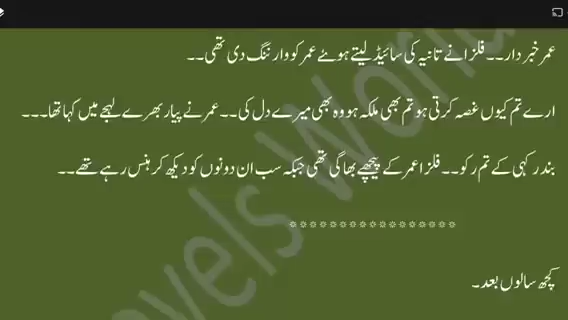 عمر خبر دار۔۔ فلزا نے تانیہ کی سائیڈ لیتے ہوئے عمر کو وارننگ دی تھی۔۔
ارے تم کیوں غصہ کرتی ہو تم بھی ملکہ ہو وہ بھی میرے دل کی۔۔ عمر نے پیار بھرے لہجے میں کہا تھا۔۔۔
بندر کہی کے تم رکو۔۔ فلزا عمر کے پیچھے بھاگی تھی جبکہ سب ان دونوں کو دیکھ کر ہنس رہے تھے۔۔
☼☼☼☼☼☼☼☼☼☼☼☼☼☼☼☼☼
کچھ سالوں بعد۔